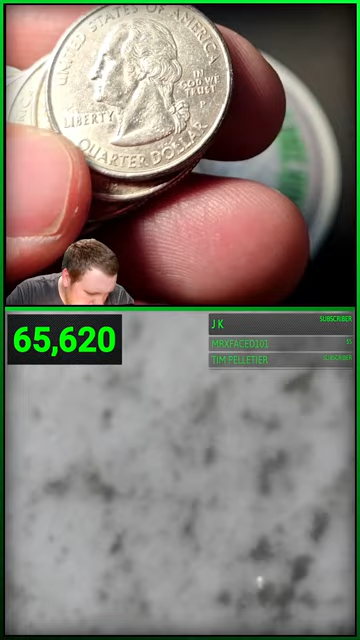 UNITED STATES OF AMERICA
IN
GOD WE
TRUST
P
LIBERTY
QUARTER DOLLAR
65,620
J K
SUBSCRIBER
MRXFACED101
$5
TIM PELLETIER
SUBSCRIBER